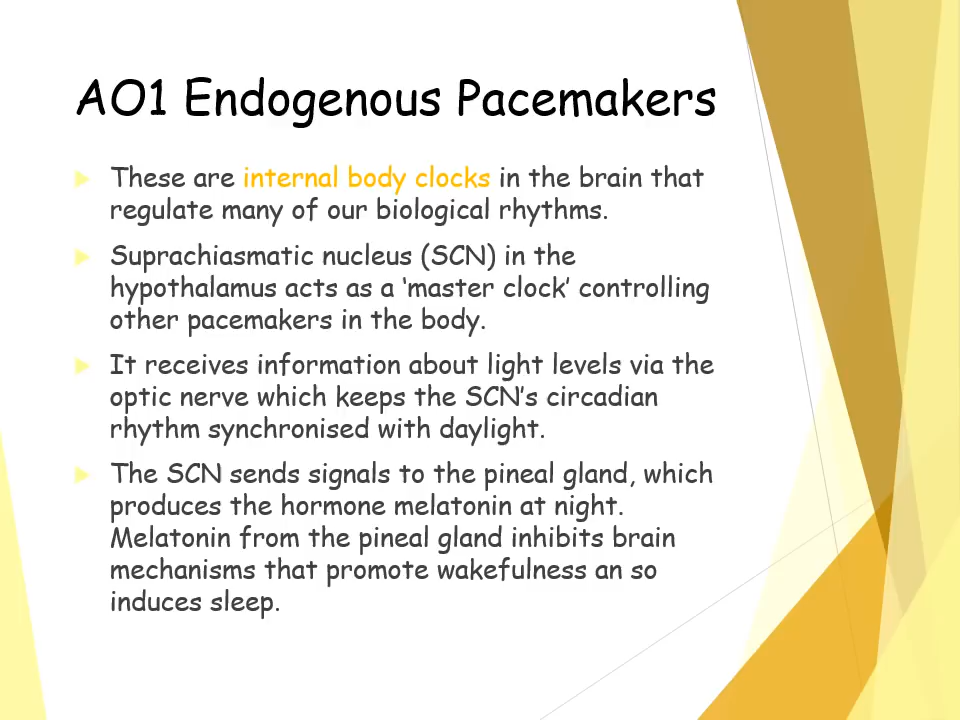 AO1 Endogenous Pacemakers
These are internal body clocks in the brain that
regulate many of our biological rhythms.
Suprachiasmatic nucleus (SCN) in the
hypothalamus acts as a ‘master clock’ controlling
other pacemakers in the body.
It receives information about light levels via the
optic nerve which keeps the SCN’s circadian
rhythm synchronised with daylight.
The SCN sends signals to the pineal gland, which
produces the hormone melatonin at night.
Melatonin from the pineal gland inhibits brain
mechanisms that promote wakefulness an so
induces sleep.